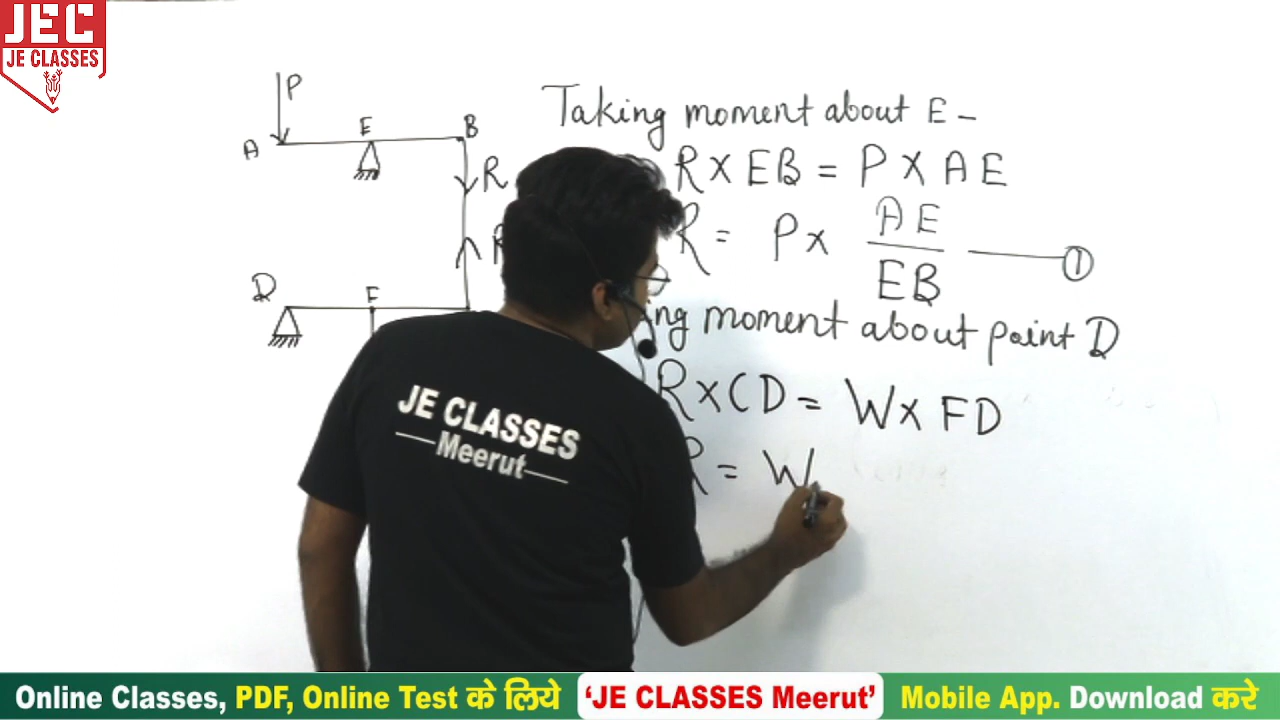 JEC
JE CLASSES
P
A E B
R
D F
Taking moment about E -
R X EB = P X AE
R = P x AE / EB ①
ing moment about point D
R x CD = W x FD
R = W
JE CLASSES
Meerut
Online Classes, PDF, Online Test के लिये 'JE CLASSES Meerut' Mobile App. Download करे